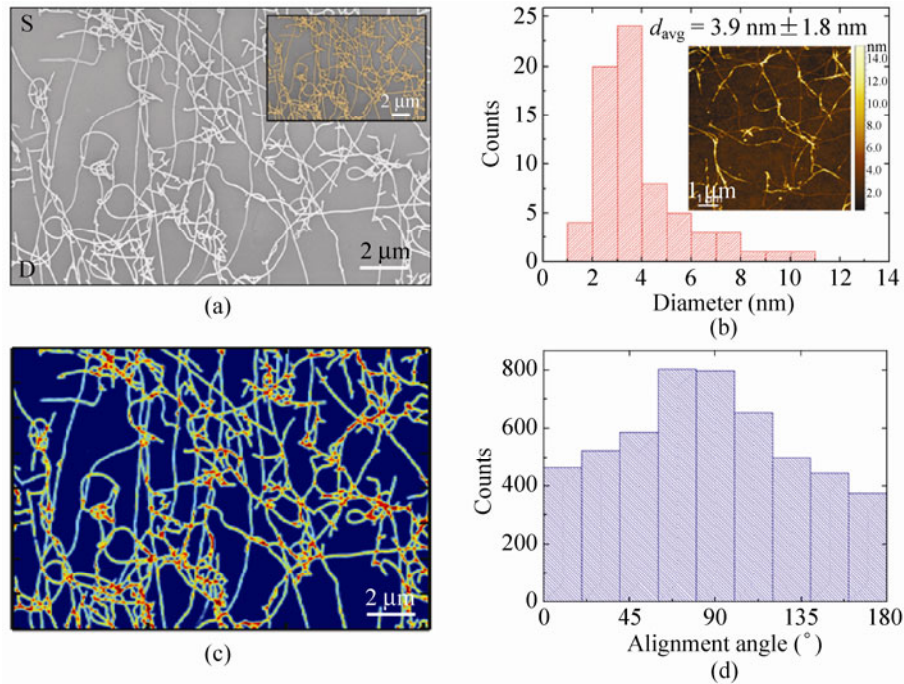 S
D
2 μm
2 μm
(a)
d_avg = 3.9 nm ± 1.8 nm
Counts
25
20
15
10
5
0
nm
14.0
12.0
10.0
8.0
6.0
4.0
2.0
1 μm
0 2 4 6 8 10 12 14
Diameter (nm)
(b)
2 μm
(c)
Counts
800
600
400
200
0
0 45 90 135 180
Alignment angle (°)
(d)